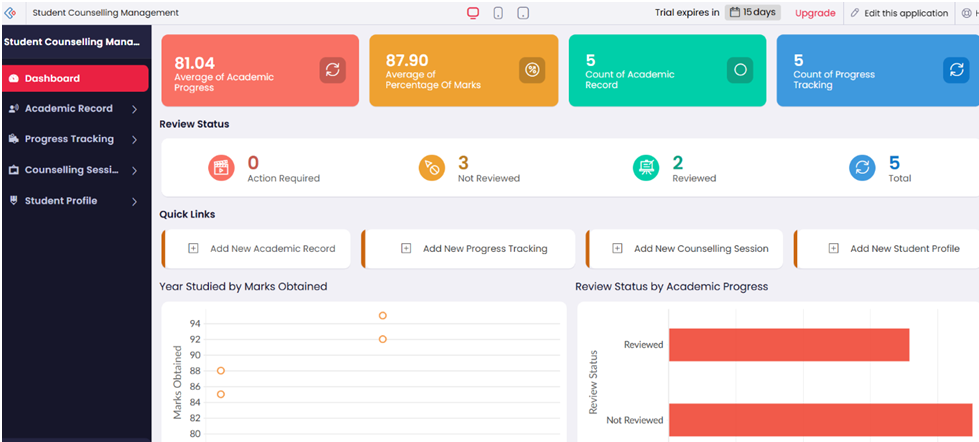 Student Counselling Management
Trial expires in 15 days Upgrade Edit this application
Student Counselling Mana...
Dashboard
Academic Record
Progress Tracking
Counselling Sessi...
Student Profile
81.04
Average of Academic
Progress
87.90
Average of
Percentage Of Marks
5
Count of Academic
Record
5
Count of Progress
Tracking
Review Status
0
Action Required
3
Not Reviewed
2
Reviewed
5
Total
Quick Links
Add New Academic Record
Add New Progress Tracking
Add New Counselling Session
Add New Student Profile
Year Studied by Marks Obtained
Marks Obtained
94
92
90
88
86
84
82
80
Review Status by Academic Progress
Review Status
Reviewed
Not Reviewed